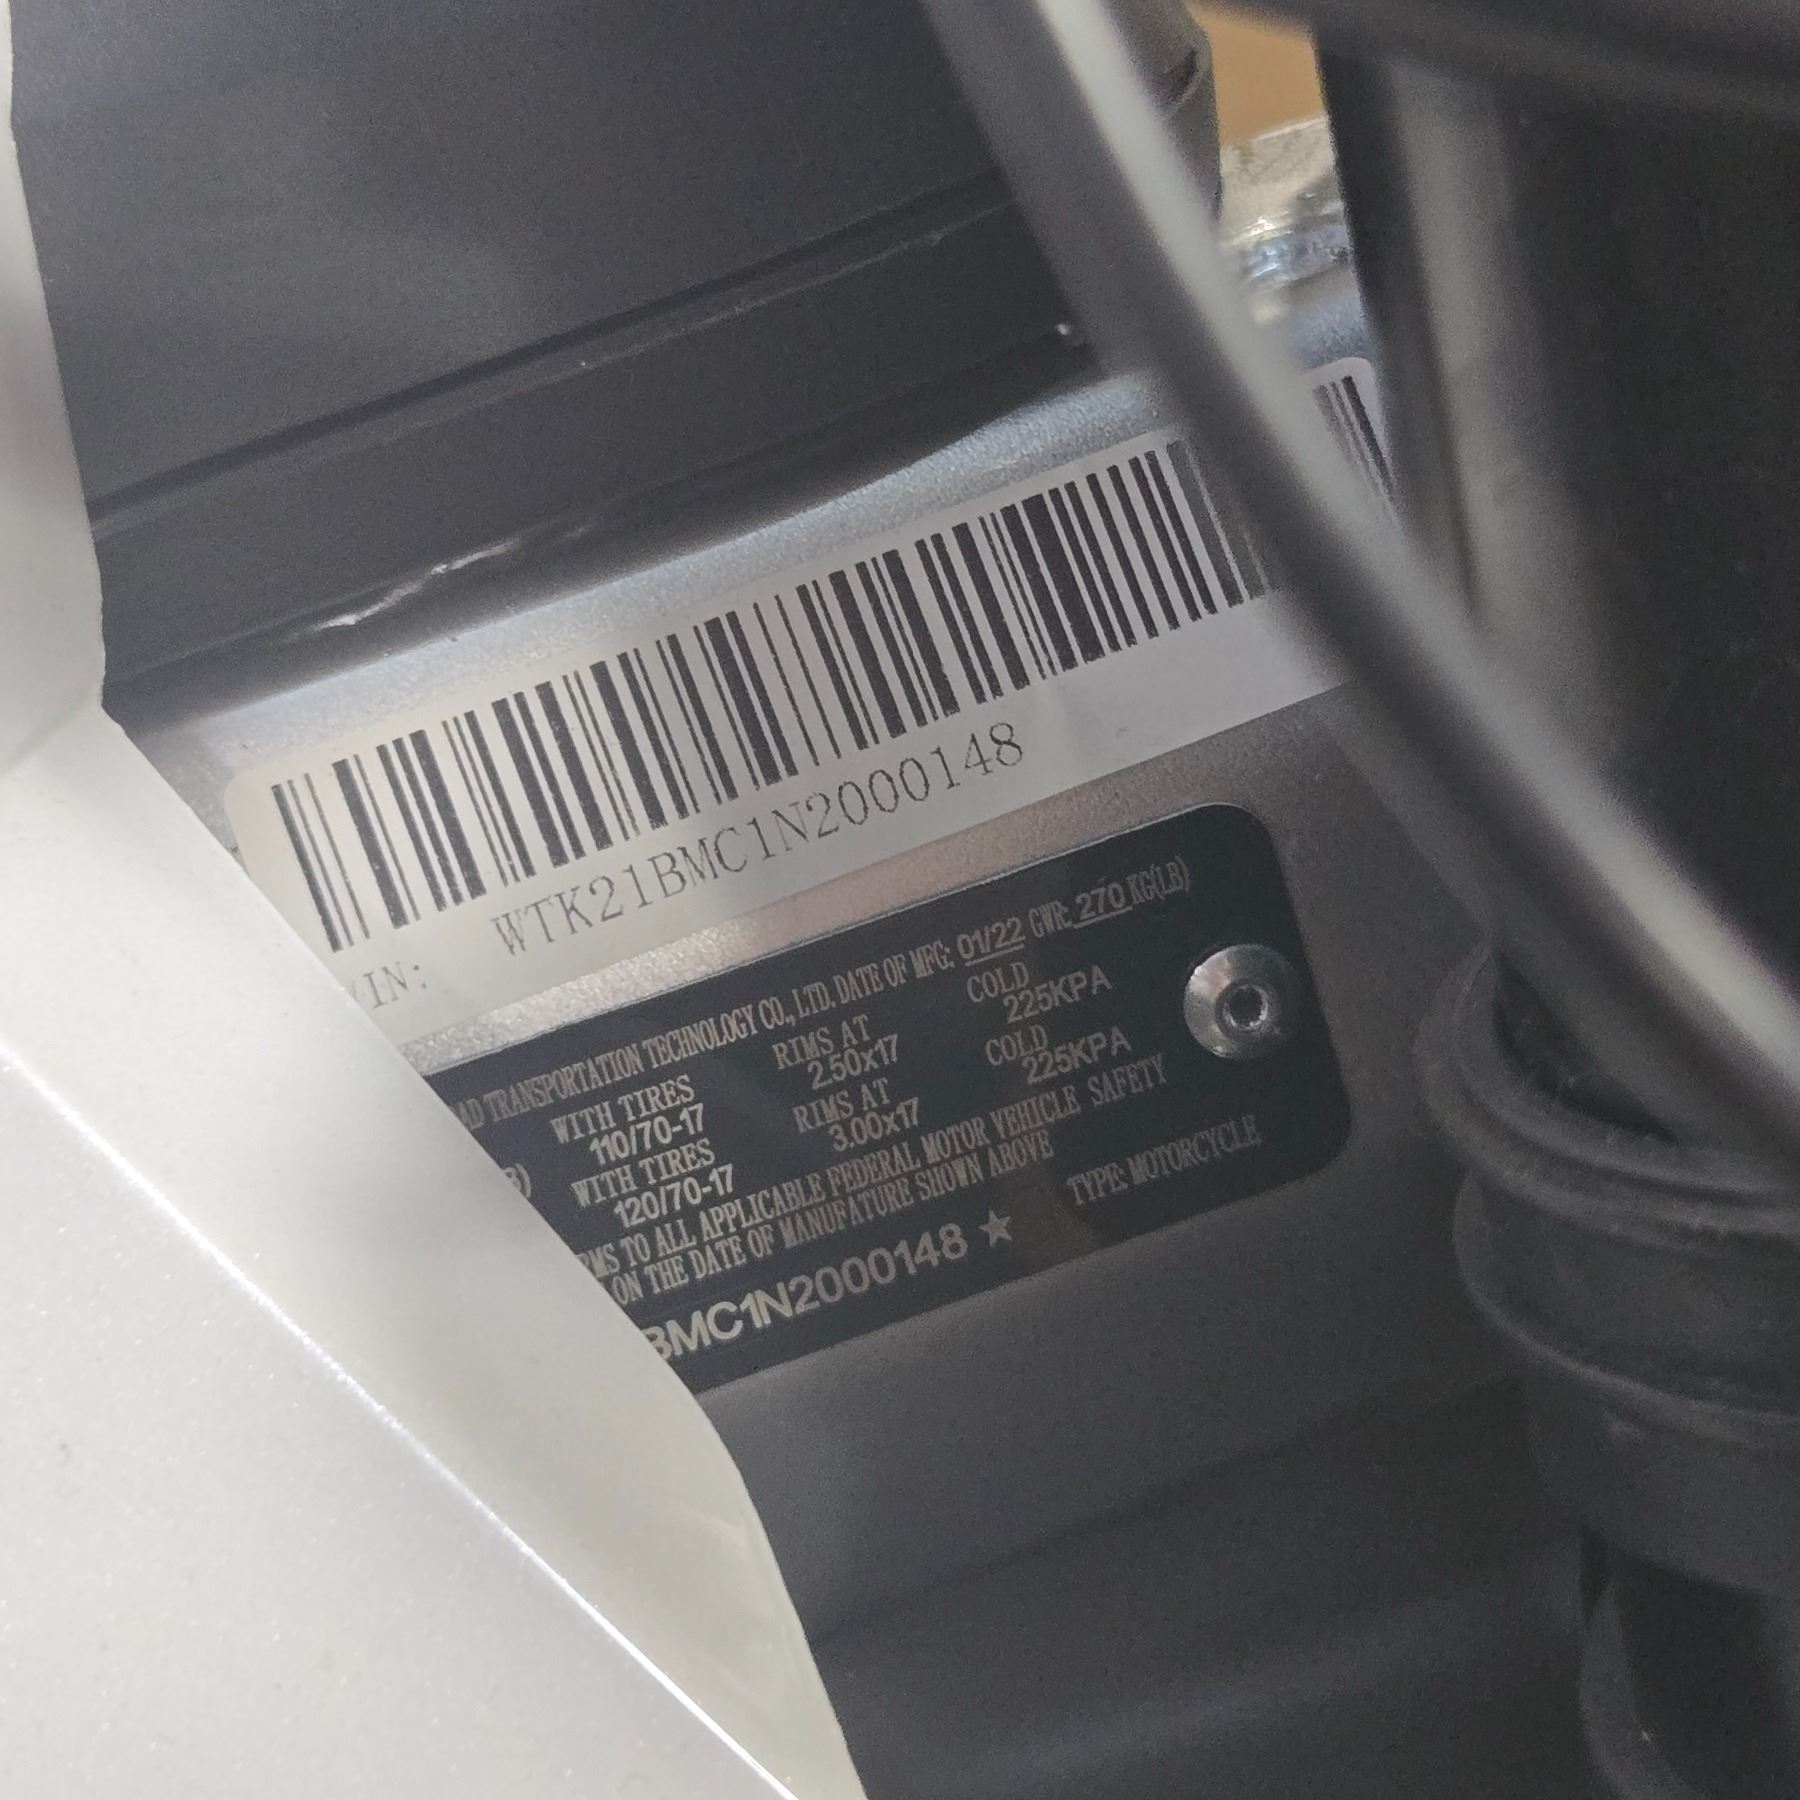 WTK21BMC1N2000148
VIN:
AD TRANSPORTATION TECHNOLOGY CO., LTD. DATE OF MFG: 01/22 GWR: 270 KG(LB)
WITH TIRES RIMS AT COLD
110/70-17 2.50x17 225KPA
B) WITH TIRES RIMS AT COLD
120/70-17 3.00x17 225KPA
RMS TO ALL APPLICABLE FEDERAL MOTOR VEHICLE SAFETY
ON THE DATE OF MANUFATURE SHOWN ABOVE
BMC1N2000148 ★ TYPE: MOTORCYCLE